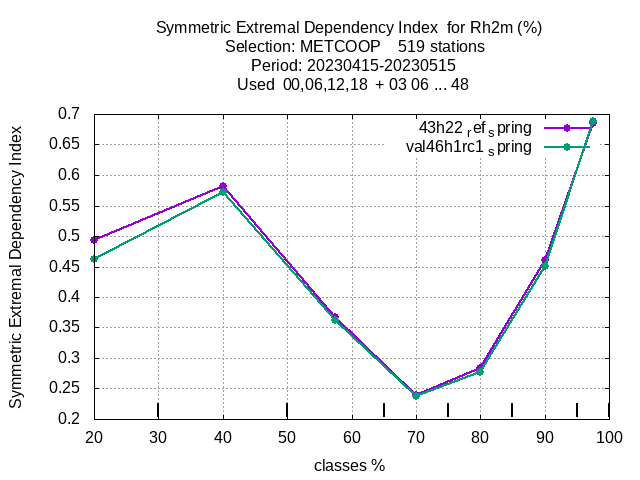 Symmetric Extremal Dependency Index  for Rh2m (%)
Selection: METCOOP    519 stations
Period: 20230415-20230515
Used  00,06,12,18  + 03 06 ... 48
0.7
0.65
0.6
0.55
0.5
0.45
0.4
0.35
0.3
0.25
0.2
Symmetric Extremal Dependency Index
43h22 ref spring
val46h1rc1 spring
20 30 40 50 60 70 80 90 100
classes %